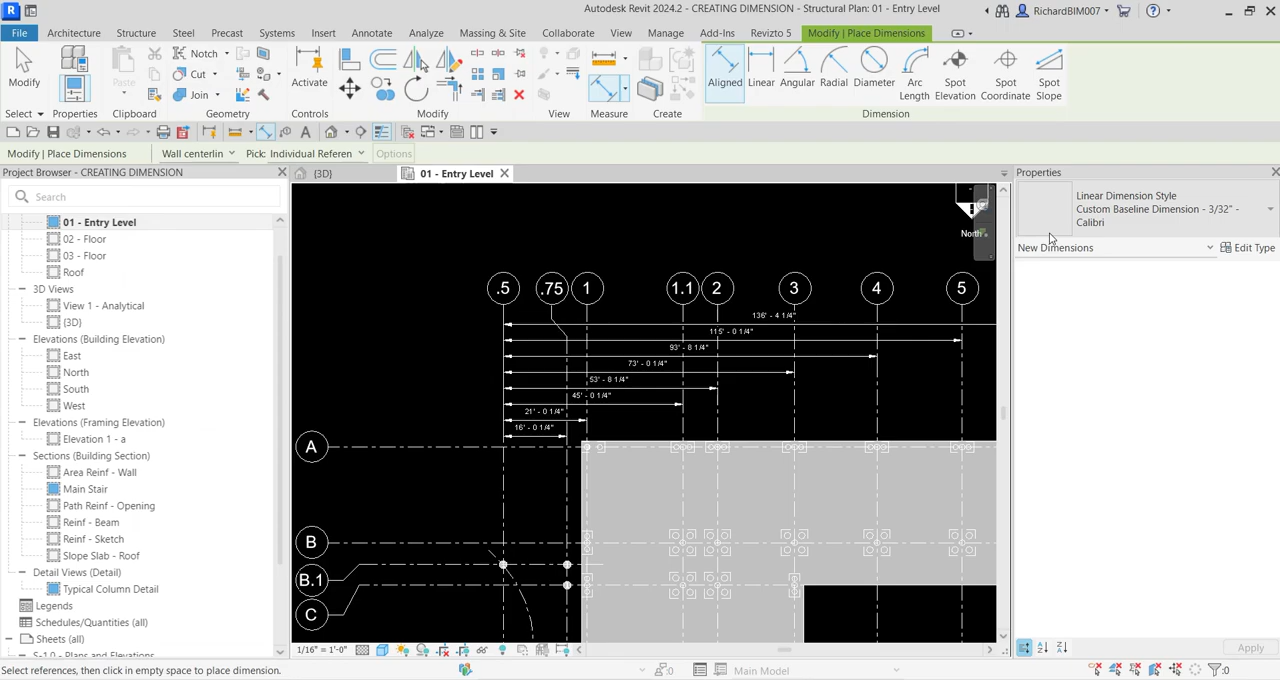 R
Autodesk Revit 2024.2 - CREATING DIMENSION - Structural Plan: 01 - Entry Level
RichardBIM007
File Architecture Structure Steel Precast Systems Insert Annotate Analyze Massing & Site Collaborate View Manage Add-Ins Revizto 5 Modify | Place Dimensions
Modify
Properties
Paste
Notch
Cut
Join
Activate
Aligned Linear Angular Radial Diameter Arc Length Spot Elevation Spot Coordinate Spot Slope
Select Properties Clipboard Geometry Controls Modify View Measure Create Dimension
Modify | Place Dimensions Wall centerlin Pick: Individual Referen Options
Project Browser - CREATING DIMENSION
Search
01 - Entry Level
02 - Floor
03 - Floor
Roof
3D Views
View 1 - Analytical
{3D}
Elevations (Building Elevation)
East
North
South
West
Elevations (Framing Elevation)
Elevation 1 - a
Sections (Building Section)
Area Reinf - Wall
Main Stair
Path Reinf - Opening
Reinf - Beam
Reinf - Sketch
Slope Slab - Roof
Detail Views (Detail)
Typical Column Detail
Legends
Schedules/Quantities (all)
Sheets (all)
S-1.0 - Plans and Elevations
{3D}
01 - Entry Level
North
.5 .75 1 1.1 2 3 4 5
136' - 4 1/4"
115' - 0 1/4"
93' - 8 1/4"
73' - 0 1/4"
53' - 8 1/4"
45' - 0 1/4"
21' - 0 1/4"
16' - 0 1/4"
A
B
B.1
C
1/16" = 1'-0"
Properties
Linear Dimension Style
Custom Baseline Dimension - 3/32" -
Calibri
New Dimensions Edit Type
Apply
Select references, then click in empty space to place dimension.
:0 Main Model :0